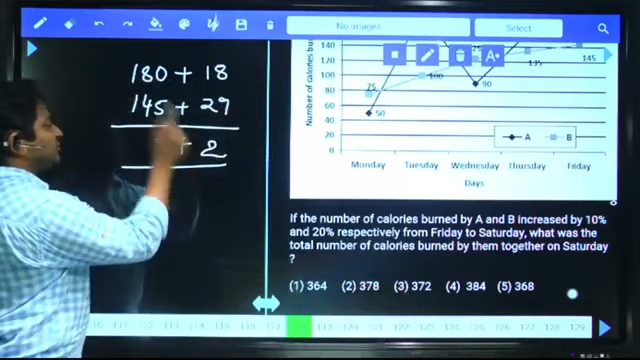 No Images
Select
180 + 18
145 + 29
+ 2
Number of calories bu
140
120
100
80
60
40
20
0
75
50
100
90
135
145
A
B
Monday Tuesday Wednesday Thursday Friday
Days
If the number of calories burned by A and B increased by 10%
and 20% respectively from Friday to Saturday, what was the
total number of calories burned by them together on Saturday
?
(1) 364 (2) 378 (3) 372 (4) 384 (5) 368
111 112 113 114 115 116 117 119 120 121 122 123 124 125 126 127 128 129